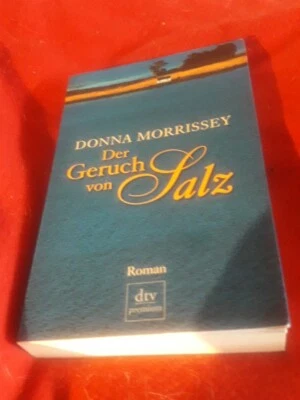 DONNA MORRISSEY
Der
Geruch
von Salz
Roman
dtv
premium